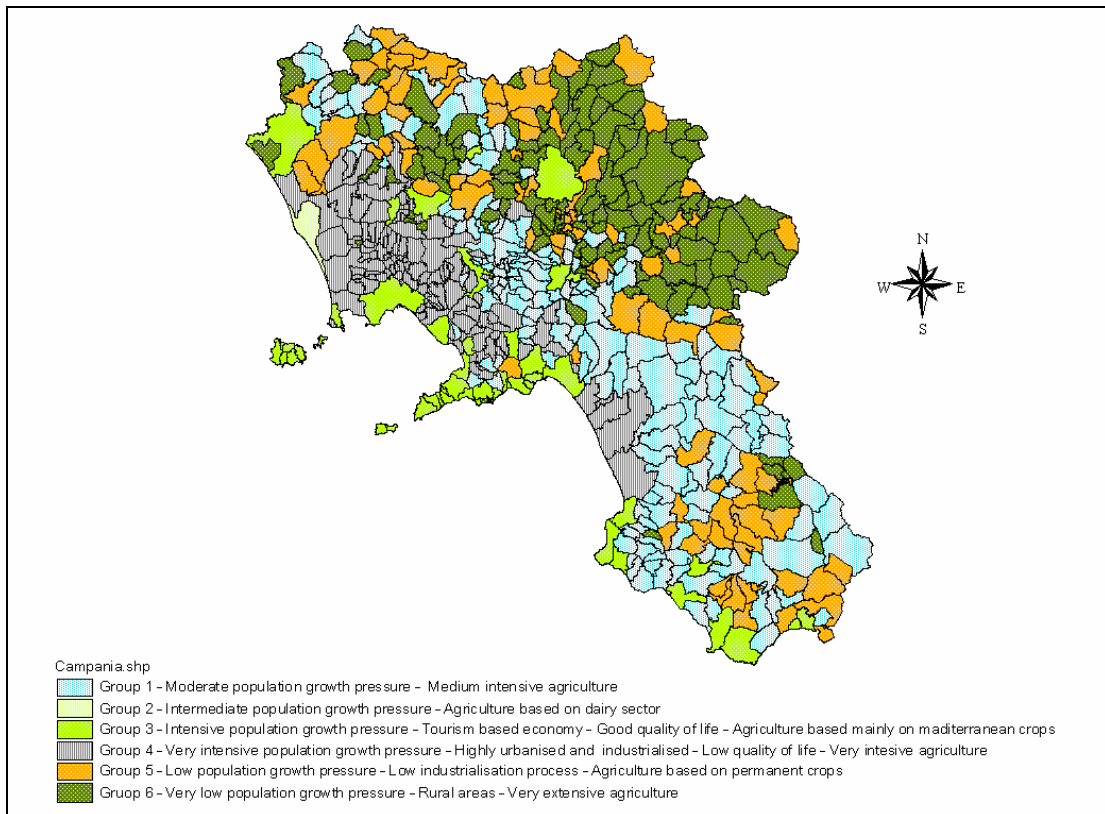 N
W E
S
Campania.shp
Group 1 - Moderate population growth pressure - Medium intensive agriculture
Group 2 - Intermediate population growth pressure - Agriculture based on dairy sector
Group 3 - Intensive population growth pressure - Tourism based economy - Good quality of life - Agriculture based mainly on maditerranean crops
Group 4 - Very intensive population growth pressure - Highly urbanised and industrialised - Low quality of life - Very intesive agriculture
Group 5 - Low population growth pressure - Low industrialisation process - Agriculture based on permanent crops
Gruop 6 - Very low population growth pressure - Rural areas - Very extensive agriculture